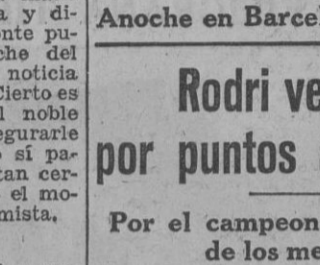 a y di-
onte pu-
che del
noticia
Cierto es
l noble
egurarle
sí pa-
tan cer-
el mo-
mista.
Anoche en Barcel
Rodri ve
por puntos
Por el campeon
de los me